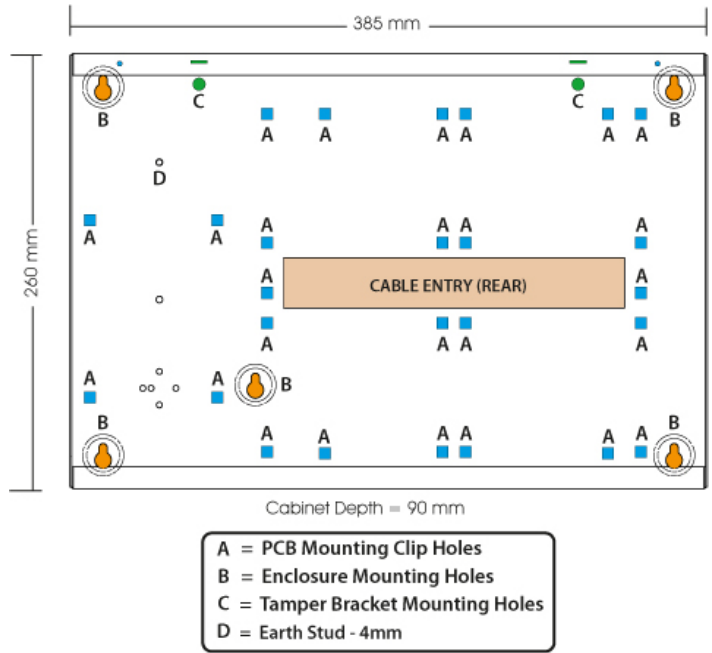 385 mm
260 mm
B C C B
A A A A A A
D
A A A A A
A A
A A
CABLE ENTRY (REAR)
A A A A
A A B
B A A A A A A B
Cabinet Depth = 90 mm
A = PCB Mounting Clip Holes
B = Enclosure Mounting Holes
C = Tamper Bracket Mounting Holes
D = Earth Stud - 4mm